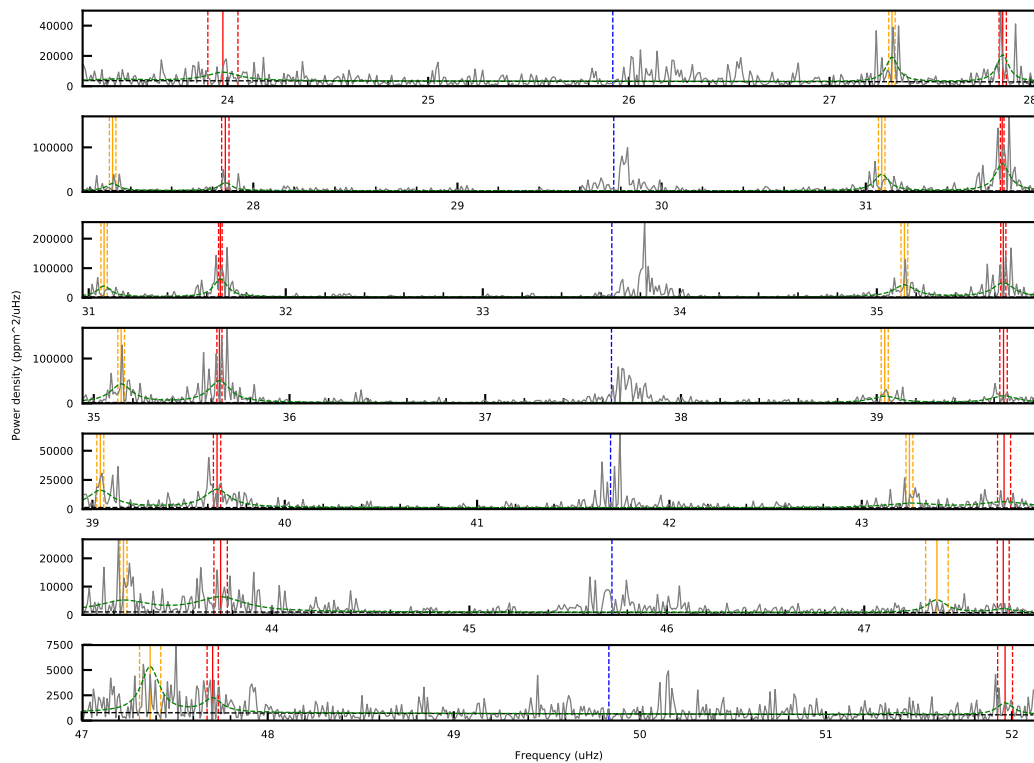 40000
20000
0
24 25 26 27 28
100000
0
28 29 30 31
200000
100000
0
31 32 33 34 35
Power density (ppm^2/uHz)
100000
0
35 36 37 38 39
50000
25000
0
39 40 41 42 43
20000
10000
0
44 45 46 47
7500
5000
2500
0
47 48 49 50 51 52
Frequency (uHz)